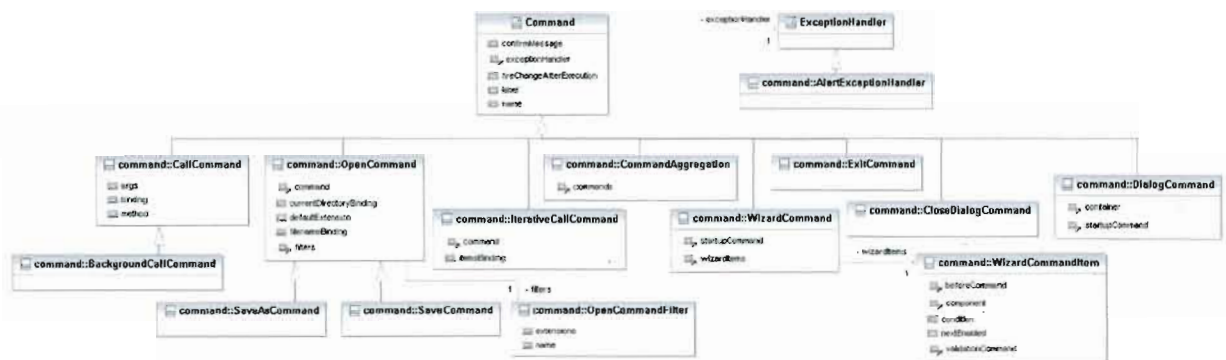 Command
confirmMessage
exceptionHandler
fireChangeAfterExecution
label
name
- exceptionHandler
1
ExceptionHandler
command::AlertExceptionHandler
command::CallCommand
args
binding
method
command::OpenCommand
command
currentDirectoryBinding
defaultExtension
filenameBinding
filters
command::CommandAggregation
commands
command::ExitCommand
command::DialogCommand
container
startupCommand
command::IterativeCallCommand
command
itemsBinding
command::WizardCommand
startupCommand
wizardItems
command::CloseDialogCommand
command::BackgroundCallCommand
- wizardItems
1
command::WizardCommandItem
beforeCommand
component
condition
nextEnabled
validationCommand
command::SaveAsCommand
command::SaveCommand
1
- filters
command::OpenCommandFilter
extensions
name